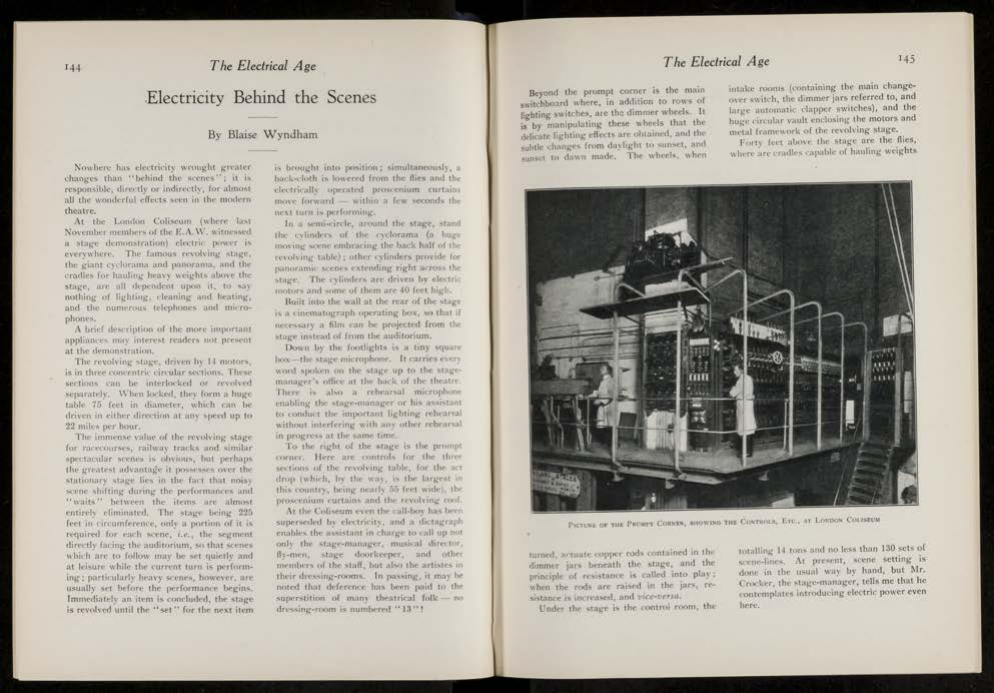 144
The Electrical Age
Electricity Behind the Scenes
By Blaise Wyndham
Nowhere has electricity wrought greater
changes than "behind the scenes"; it is
responsible, directly or indirectly, for almost
all the wonderful effects seen in the modern
theatre.
At the London Coliseum (where last
November members of the E.A.W. witnessed
a stage demonstration) electric power is
everywhere. The famous revolving stage,
the giant cyclorama and panorama, and the
cradles for hauling heavy weights above the
stage, are all dependent upon it, to say
nothing of lighting, cleaning and heating,
and the numerous telephones and micro-
phones.
A brief description of the more important
appliances may interest readers not present
at the demonstration.
The revolving stage, driven by 14 motors,
is in three concentric circular sections. These
sections can be interlocked or revolved
separately. When locked, they form a huge
table 75 feet in diameter, which can be
driven in either direction at any speed up to
22 miles per hour.
The immense value of the revolving stage
for racecourses, railway tracks and similar
spectacular scenes is obvious, but perhaps
the greatest advantage it possesses over the
stationary stage lies in the fact that noisy
scene shifting during the performances and
"waits" between the items are almost
entirely eliminated. The stage being 225
feet in circumference, only a portion of it is
required for each scene, i.e., the segment
directly facing the auditorium, so that scenes
which are to follow may be set quietly and
at leisure while the current turn is perform-
ing; particularly heavy scenes, however, are
usually set before the performance begins.
Immediately an item is concluded, the stage
is revolved until the "set" for the next item
is brought into position; simultaneously, a
back-cloth is lowered from the flies and the
electrically operated proscenium curtains
move forward — within a few seconds the
next turn is performing.
In a semi-circle, around the stage, stand
the cylinders of the cyclorama (a huge
moving scene embracing the back half of the
revolving table); other cylinders provide for
panoramic scenes extending right across the
stage. The cylinders are driven by electric
motors and some of them are 40 feet high.
Built into the wall at the rear of the stage
is a cinematograph operating box, so that if
necessary a film can be projected from the
stage instead of from the auditorium.
Down by the footlights is a tiny square
box—the stage microphone. It carries every
word spoken on the stage up to the stage-
manager's office at the back of the theatre.
There is also a rehearsal microphone
enabling the stage-manager or his assistant
to conduct the important lighting rehearsal
without interfering with any other rehearsal
in progress at the same time.
To the right of the stage is the prompt
corner. Here are controls for the three
sections of the revolving table, for the act
drop (which, by the way, is the largest in
this country, being nearly 55 feet wide), the
proscenium curtains and the revolving roof.
At the Coliseum even the call-boy has been
superseded by electricity, and a dictagraph
enables the assistant in charge to call up not
only the stage-manager, musical director,
fly-men, stage doorkeeper, and other
members of the staff, but also the artistes in
their dressing-rooms. In passing, it may be
noted that deference has been paid to the
superstition of many theatrical folk — no
dressing-room is numbered "13"!
The Electrical Age
145
Beyond the prompt corner is the main
switchboard where, in addition to rows of
lighting switches, are the dimmer wheels. It
is by manipulating these wheels that the
delicate lighting effects are obtained, and the
subtle changes from daylight to sunset, and
sunset to dawn made. The wheels, when
intake rooms (containing the main change-
over switch, the dimmer jars referred to, and
large automatic clapper switches), and the
huge circular vault enclosing the motors and
metal framework of the revolving stage.
Forty feet above the stage are the flies,
where are cradles capable of hauling weights
Picture of the Prompt Corner, showing the Controls, Etc., at London Coliseum
turned, actuate copper rods contained in the
dimmer jars beneath the stage, and the
principle of resistance is called into play;
when the rods are raised in the jars, re-
sistance is increased, and vice-versa.
Under the stage is the control room, the
totalling 14 tons and no less than 130 sets of
scene-lines. At present, scene setting is
done in the usual way by hand, but Mr.
Crocker, the stage-manager, tells me that he
contemplates introducing electric power even
here.